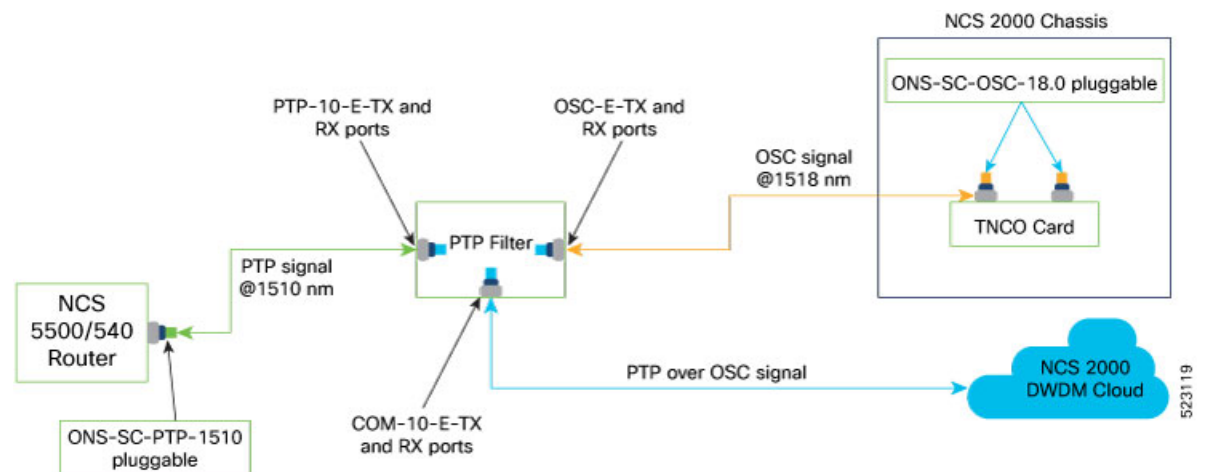 NCS 2000 Chassis
ONS-SC-OSC-18.0 pluggable
PTP-10-E-TX and
RX ports
OSC-E-TX and
RX ports
OSC signal
@1518 nm
TNCO Card
PTP Filter
PTP signal
@1510 nm
NCS
5500/540
Router
PTP over OSC signal
NCS 2000
DWDM Cloud
COM-10-E-TX
and RX ports
ONS-SC-PTP-1510
pluggable
523119